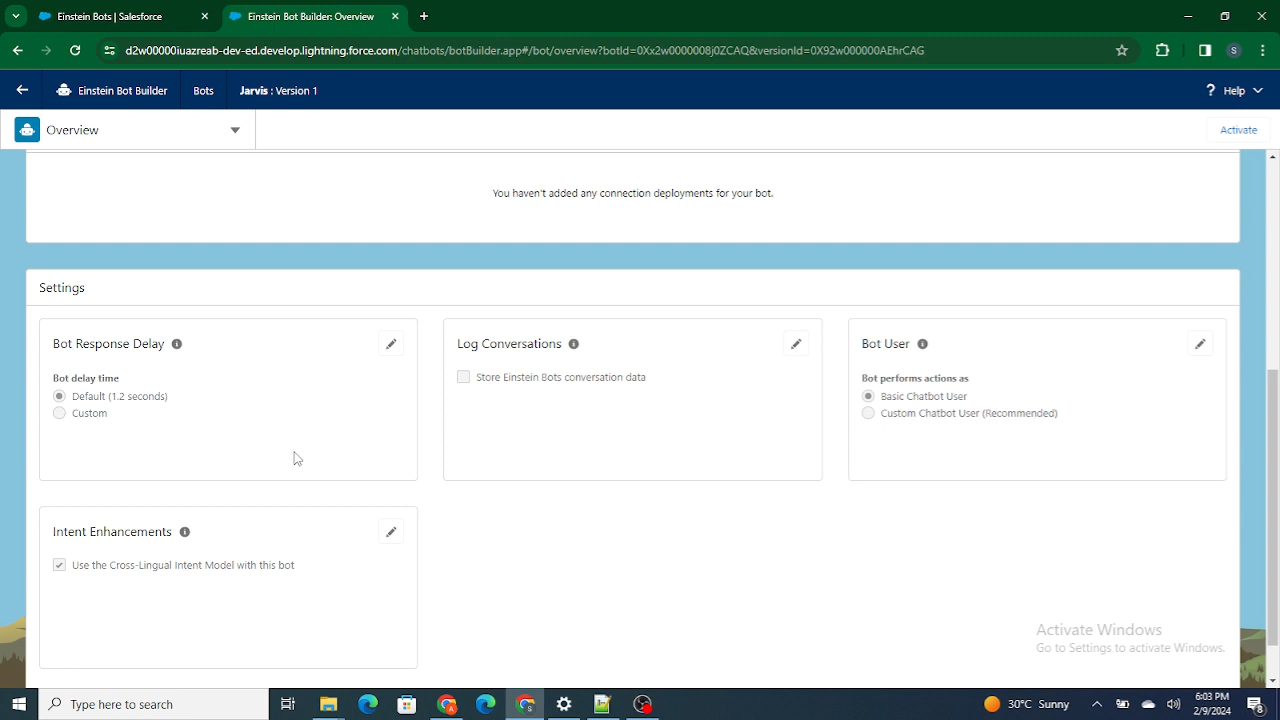 Einstein Bots | Salesforce
Einstein Bot Builder: Overview
d2w00000iuazreab-dev-ed.develop.lightning.force.com/chatbots/botBuilder.app#/bot/overview?botId=0Xx2w0000008j0ZCAQ&versionId=0X92w000000AEhrCAG
S
Einstein Bot Builder
Bots
Jarvis : Version 1
? Help
Overview
Activate
You haven't added any connection deployments for your bot.
Settings
Bot Response Delay
Bot delay time
Default (1.2 seconds)
Custom
Log Conversations
Store Einstein Bots conversation data
Bot User
Bot performs actions as
Basic Chatbot User
Custom Chatbot User (Recommended)
Intent Enhancements
Use the Cross-Lingual Intent Model with this bot
Activate Windows
Go to Settings to activate Windows.
Type here to search
30°C Sunny
6:03 PM
2/9/2024
8